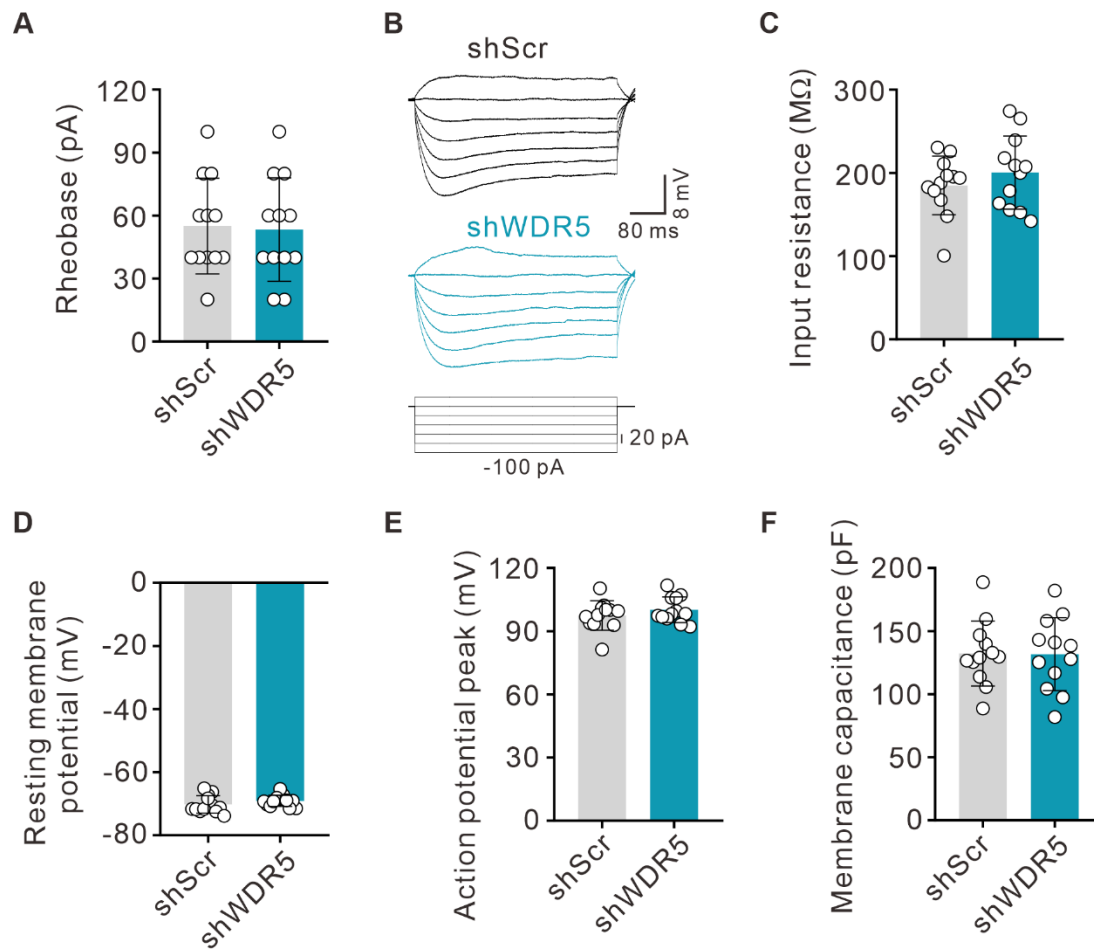 A
Rheobase (pA)
120
90
60
30
0
shScr
shWDR5
B
shScr
8 mV
80 ms
shWDR5
20 pA
-100 pA
C
Input resistance (MΩ)
300
200
100
0
shScr
shWDR5
D
Resting membrane
potential (mV)
0
-20
-40
-60
-80
shScr
shWDR5
E
Action potential peak (mV)
120
90
60
30
0
shScr
shWDR5
F
Membrane capacitance (pF)
200
150
100
50
0
shScr
shWDR5